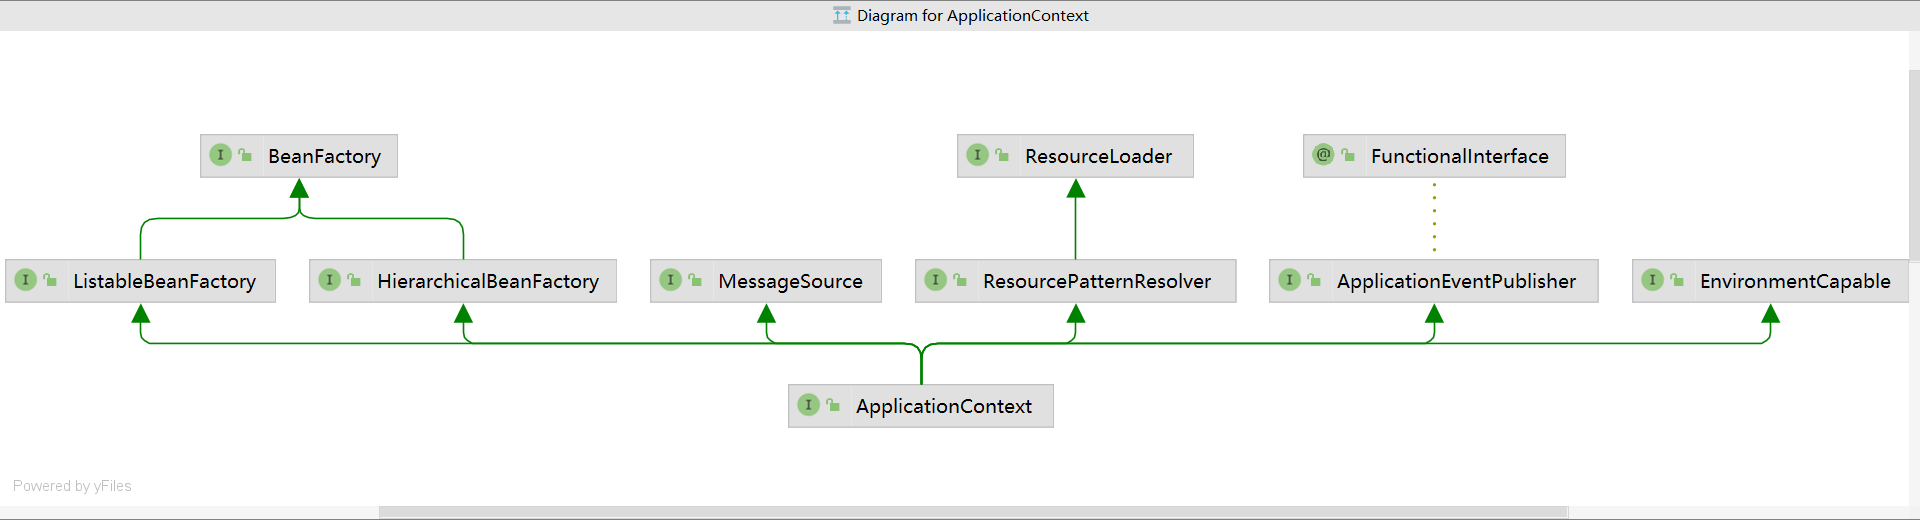 Diagram for ApplicationContext
I BeanFactory
I ResourceLoader
@ FunctionalInterface
I ListableBeanFactory
I HierarchicalBeanFactory
I MessageSource
I ResourcePatternResolver
I ApplicationEventPublisher
I EnvironmentCapable
I ApplicationContext
Powered by yFiles